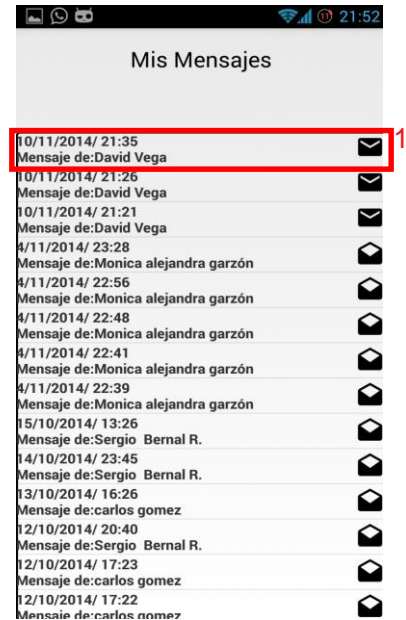 11 21:52
Mis Mensajes
1
10/11/2014/ 21:35
Mensaje de:David Vega
10/11/2014/ 21:26
Mensaje de:David Vega
10/11/2014/ 21:21
Mensaje de:David Vega
4/11/2014/ 23:28
Mensaje de:Monica alejandra garzón
4/11/2014/ 22:56
Mensaje de:Monica alejandra garzón
4/11/2014/ 22:48
Mensaje de:Monica alejandra garzón
4/11/2014/ 22:41
Mensaje de:Monica alejandra garzón
4/11/2014/ 22:39
Mensaje de:Monica alejandra garzón
15/10/2014/ 13:26
Mensaje de:Sergio  Bernal R.
14/10/2014/ 23:45
Mensaje de:Sergio  Bernal R.
13/10/2014/ 16:26
Mensaje de:carlos gomez
12/10/2014/ 20:40
Mensaje de:Sergio  Bernal R.
12/10/2014/ 17:23
Mensaje de:carlos gomez
12/10/2014/ 17:22
Mensaje de:carlos gomez